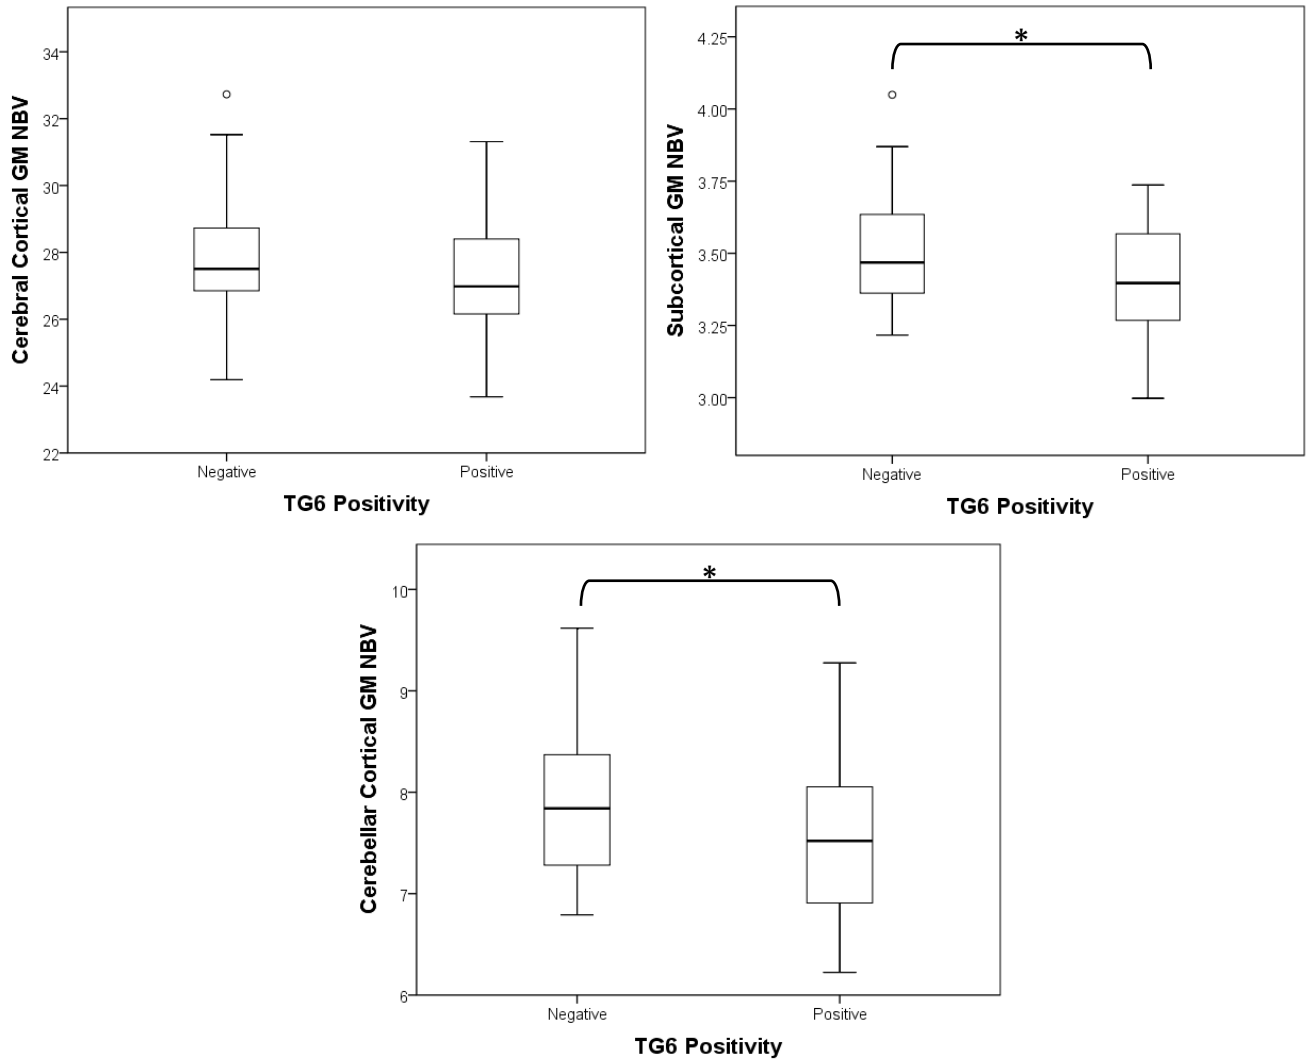 Cerebral Cortical GM NBV
34
32
30
28
26
24
22
Negative
Positive
TG6 Positivity
Subcortical GM NBV
4.25
4.00
3.75
3.50
3.25
3.00
*
Negative
Positive
TG6 Positivity
Cerebellar Cortical GM NBV
10
9
8
7
6
*
Negative
Positive
TG6 Positivity